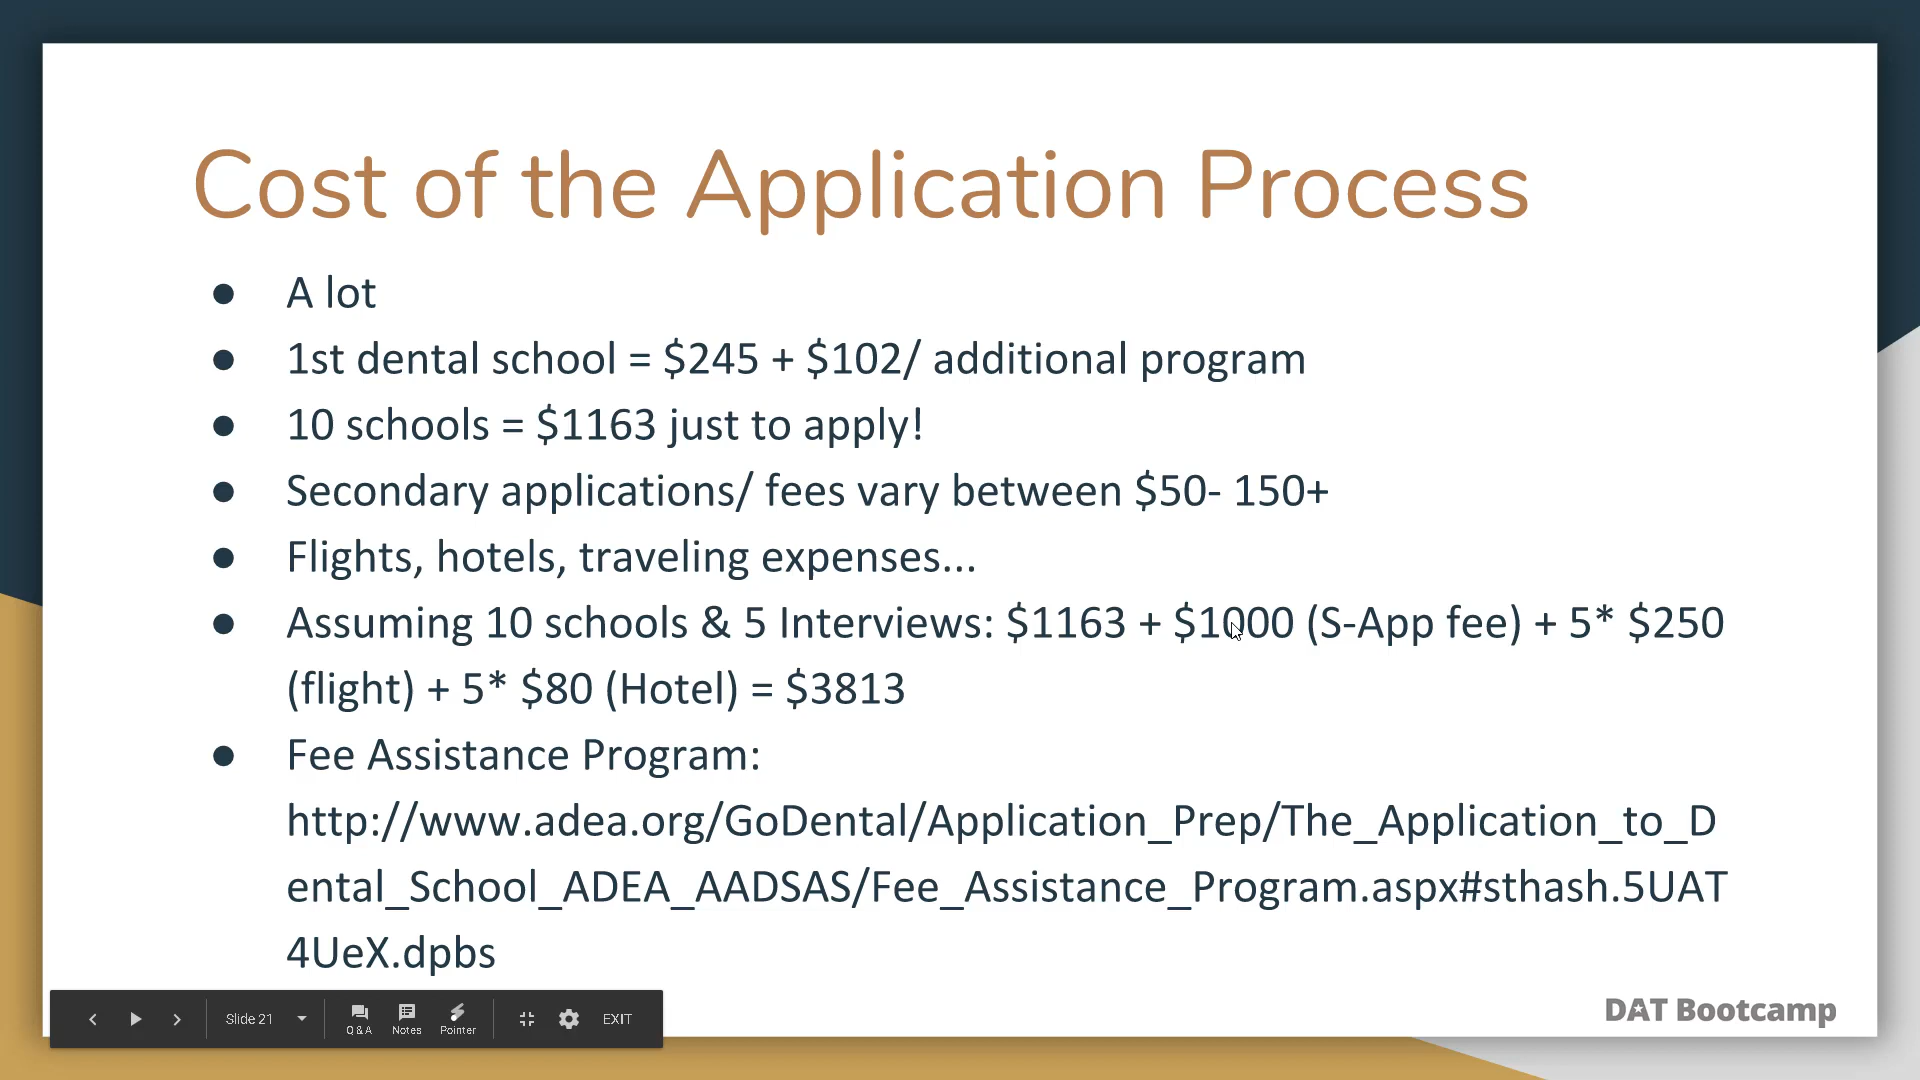 Cost of the Application Process
● A lot
● 1st dental school = $245 + $102/ additional program
● 10 schools = $1163 just to apply!
● Secondary applications/ fees vary between $50- 150+
● Flights, hotels, traveling expenses...
● Assuming 10 schools & 5 Interviews: $1163 + $1000 (S-App fee) + 5* $250
(flight) + 5* $80 (Hotel) = $3813
● Fee Assistance Program:
http://www.adea.org/GoDental/Application_Prep/The_Application_to_D
ental_School_ADEA_AADSAS/Fee_Assistance_Program.aspx#sthash.5UAT
4UeX.dpbs
Slide 21 Q & A Notes Pointer EXIT
DAT Bootcamp